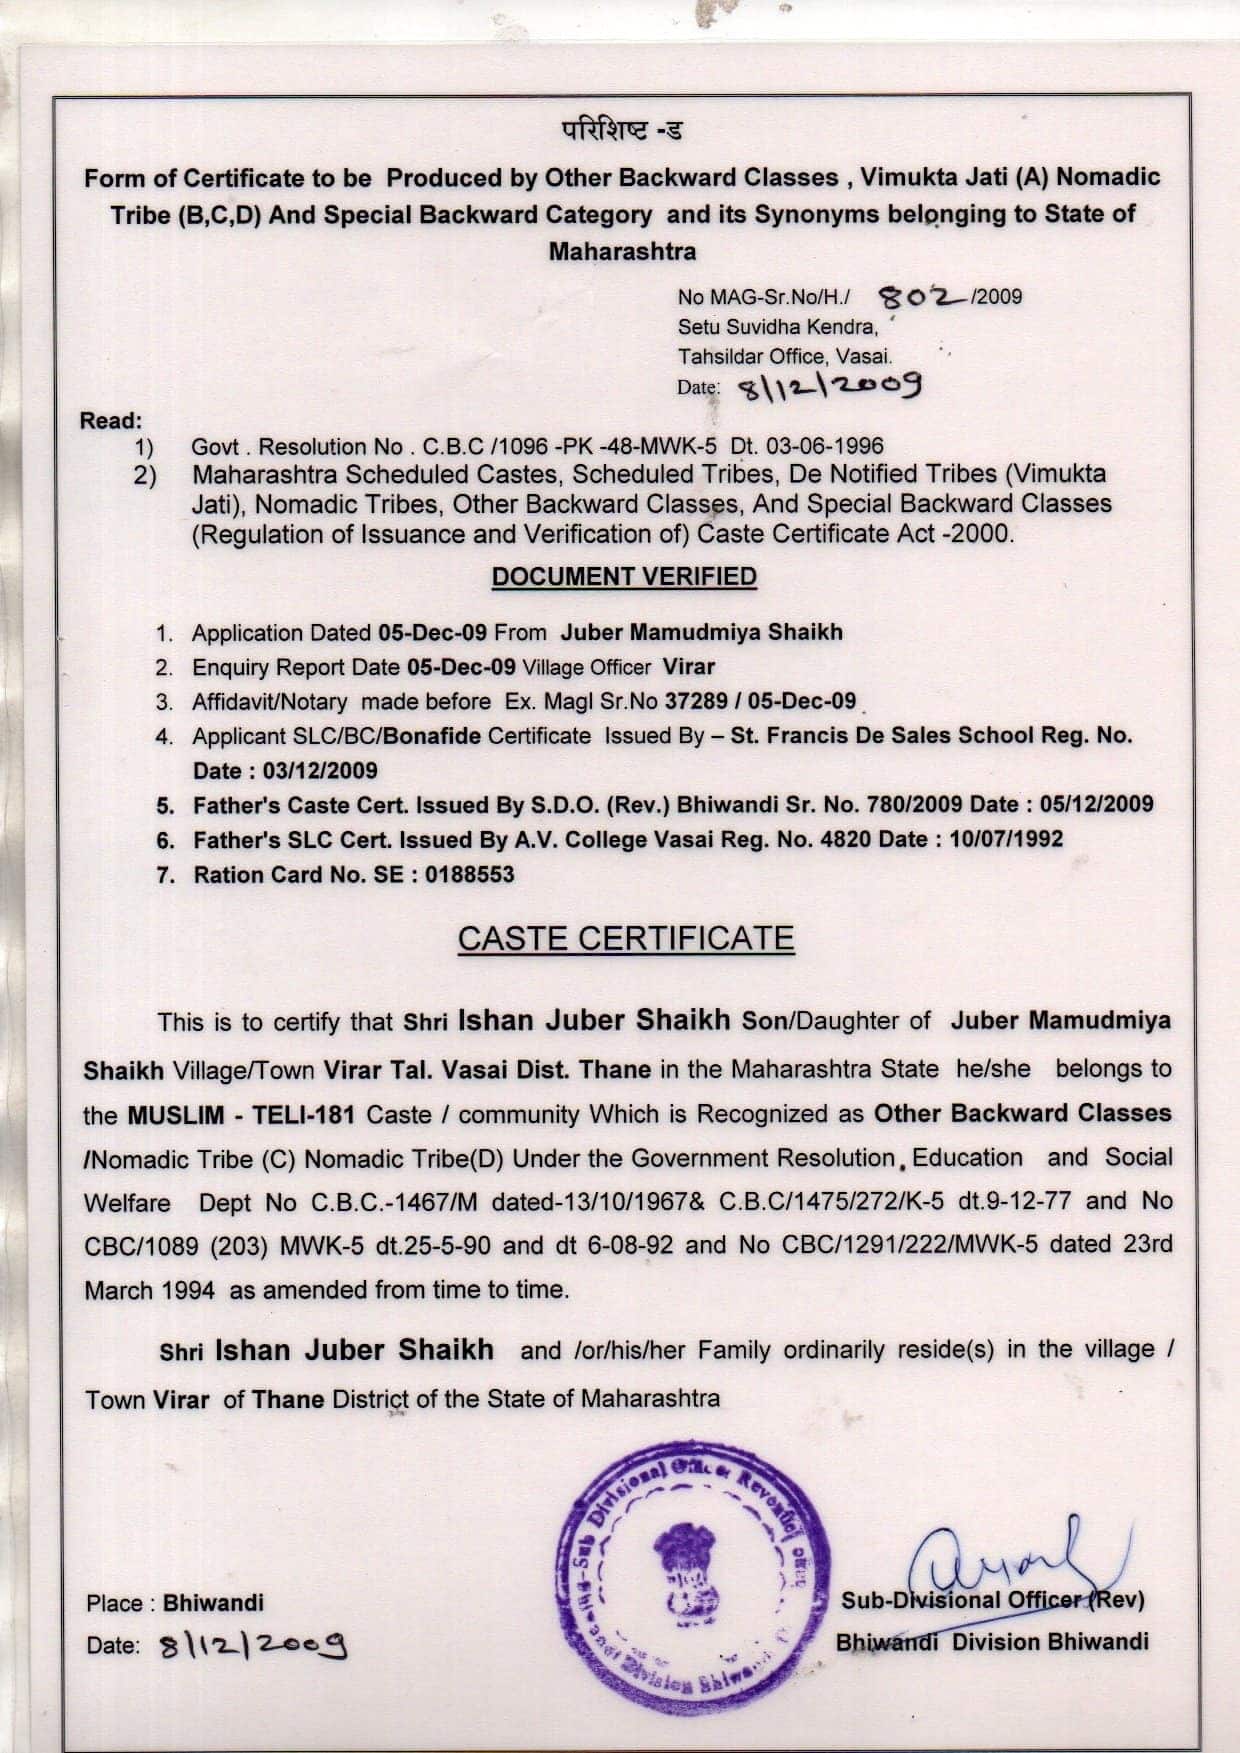 परिशिष्ट -ड
Form of Certificate to be Produced by Other Backward Classes , Vimukta Jati (A) Nomadic
Tribe (B,C,D) And Special Backward Category and its Synonyms belonging to State of
Maharashtra
No MAG-Sr.No/H./ 802 /2009
Setu Suvidha Kendra,
Tahsildar Office, Vasai.
Date: 8/12/2009
Read:
1) Govt . Resolution No . C.B.C /1096 -PK -48-MWK-5 Dt. 03-06-1996
2) Maharashtra Scheduled Castes, Scheduled Tribes, De Notified Tribes (Vimukta
Jati), Nomadic Tribes, Other Backward Classes, And Special Backward Classes
(Regulation of Issuance and Verification of) Caste Certificate Act -2000.
DOCUMENT VERIFIED
1. Application Dated 05-Dec-09 From Juber Mamudmiya Shaikh
2. Enquiry Report Date 05-Dec-09 Village Officer Virar
3. Affidavit/Notary made before Ex. Magl Sr.No 37289 / 05-Dec-09
4. Applicant SLC/BC/Bonafide Certificate Issued By – St. Francis De Sales School Reg. No.
Date : 03/12/2009
5. Father's Caste Cert. Issued By S.D.O. (Rev.) Bhiwandi Sr. No. 780/2009 Date : 05/12/2009
6. Father's SLC Cert. Issued By A.V. College Vasai Reg. No. 4820 Date : 10/07/1992
7. Ration Card No. SE : 0188553
CASTE CERTIFICATE
This is to certify that Shri Ishan Juber Shaikh Son/Daughter of Juber Mamudmiya
Shaikh Village/Town Virar Tal. Vasai Dist. Thane in the Maharashtra State he/she belongs to
the MUSLIM - TELI-181 Caste / community Which is Recognized as Other Backward Classes
/Nomadic Tribe (C) Nomadic Tribe(D) Under the Government Resolution, Education and Social
Welfare Dept No C.B.C.-1467/M dated-13/10/1967& C.B.C/1475/272/K-5 dt.9-12-77 and No
CBC/1089 (203) MWK-5 dt.25-5-90 and dt 6-08-92 and No CBC/1291/222/MWK-5 dated 23rd
March 1994 as amended from time to time.
Shri Ishan Juber Shaikh and /or/his/her Family ordinarily reside(s) in the village /
Town Virar of Thane District of the State of Maharashtra
Sub Divisional
Division Bhiwandi
Place : Bhiwandi
Date: 8/12/2009
Sub-Divisional Officer (Rev)
Bhiwandi Division Bhiwandi